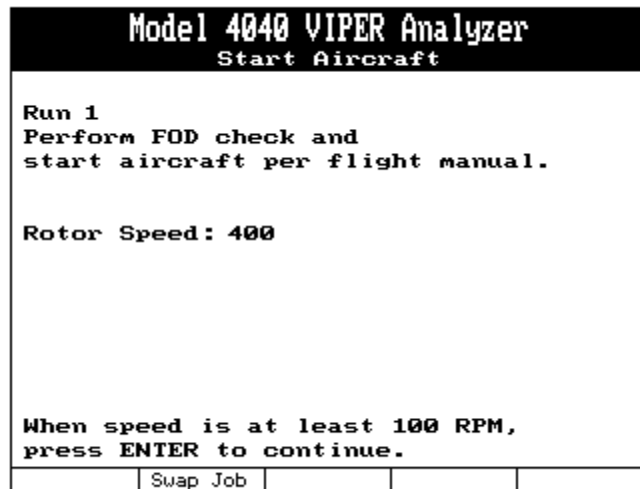 Model 4040 VIPER Analyzer
Start Aircraft
Run 1
Perform FOD check and
start aircraft per flight manual.
Rotor Speed: 400
When speed is at least 100 RPM,
press ENTER to continue.
Swap Job